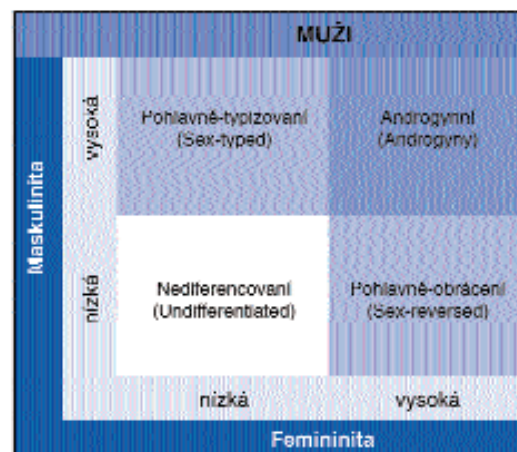 MUŽI
Maskulinita
vysoká
Pohlavně-typizovaní
(Sex-typed)
Androgynní
(Androgyny)
nízká
Nediferencovaní
(Undifferentiated)
Pohlavně-obrácení
(Sex-reversed)
nízká
vysoká
Femininita